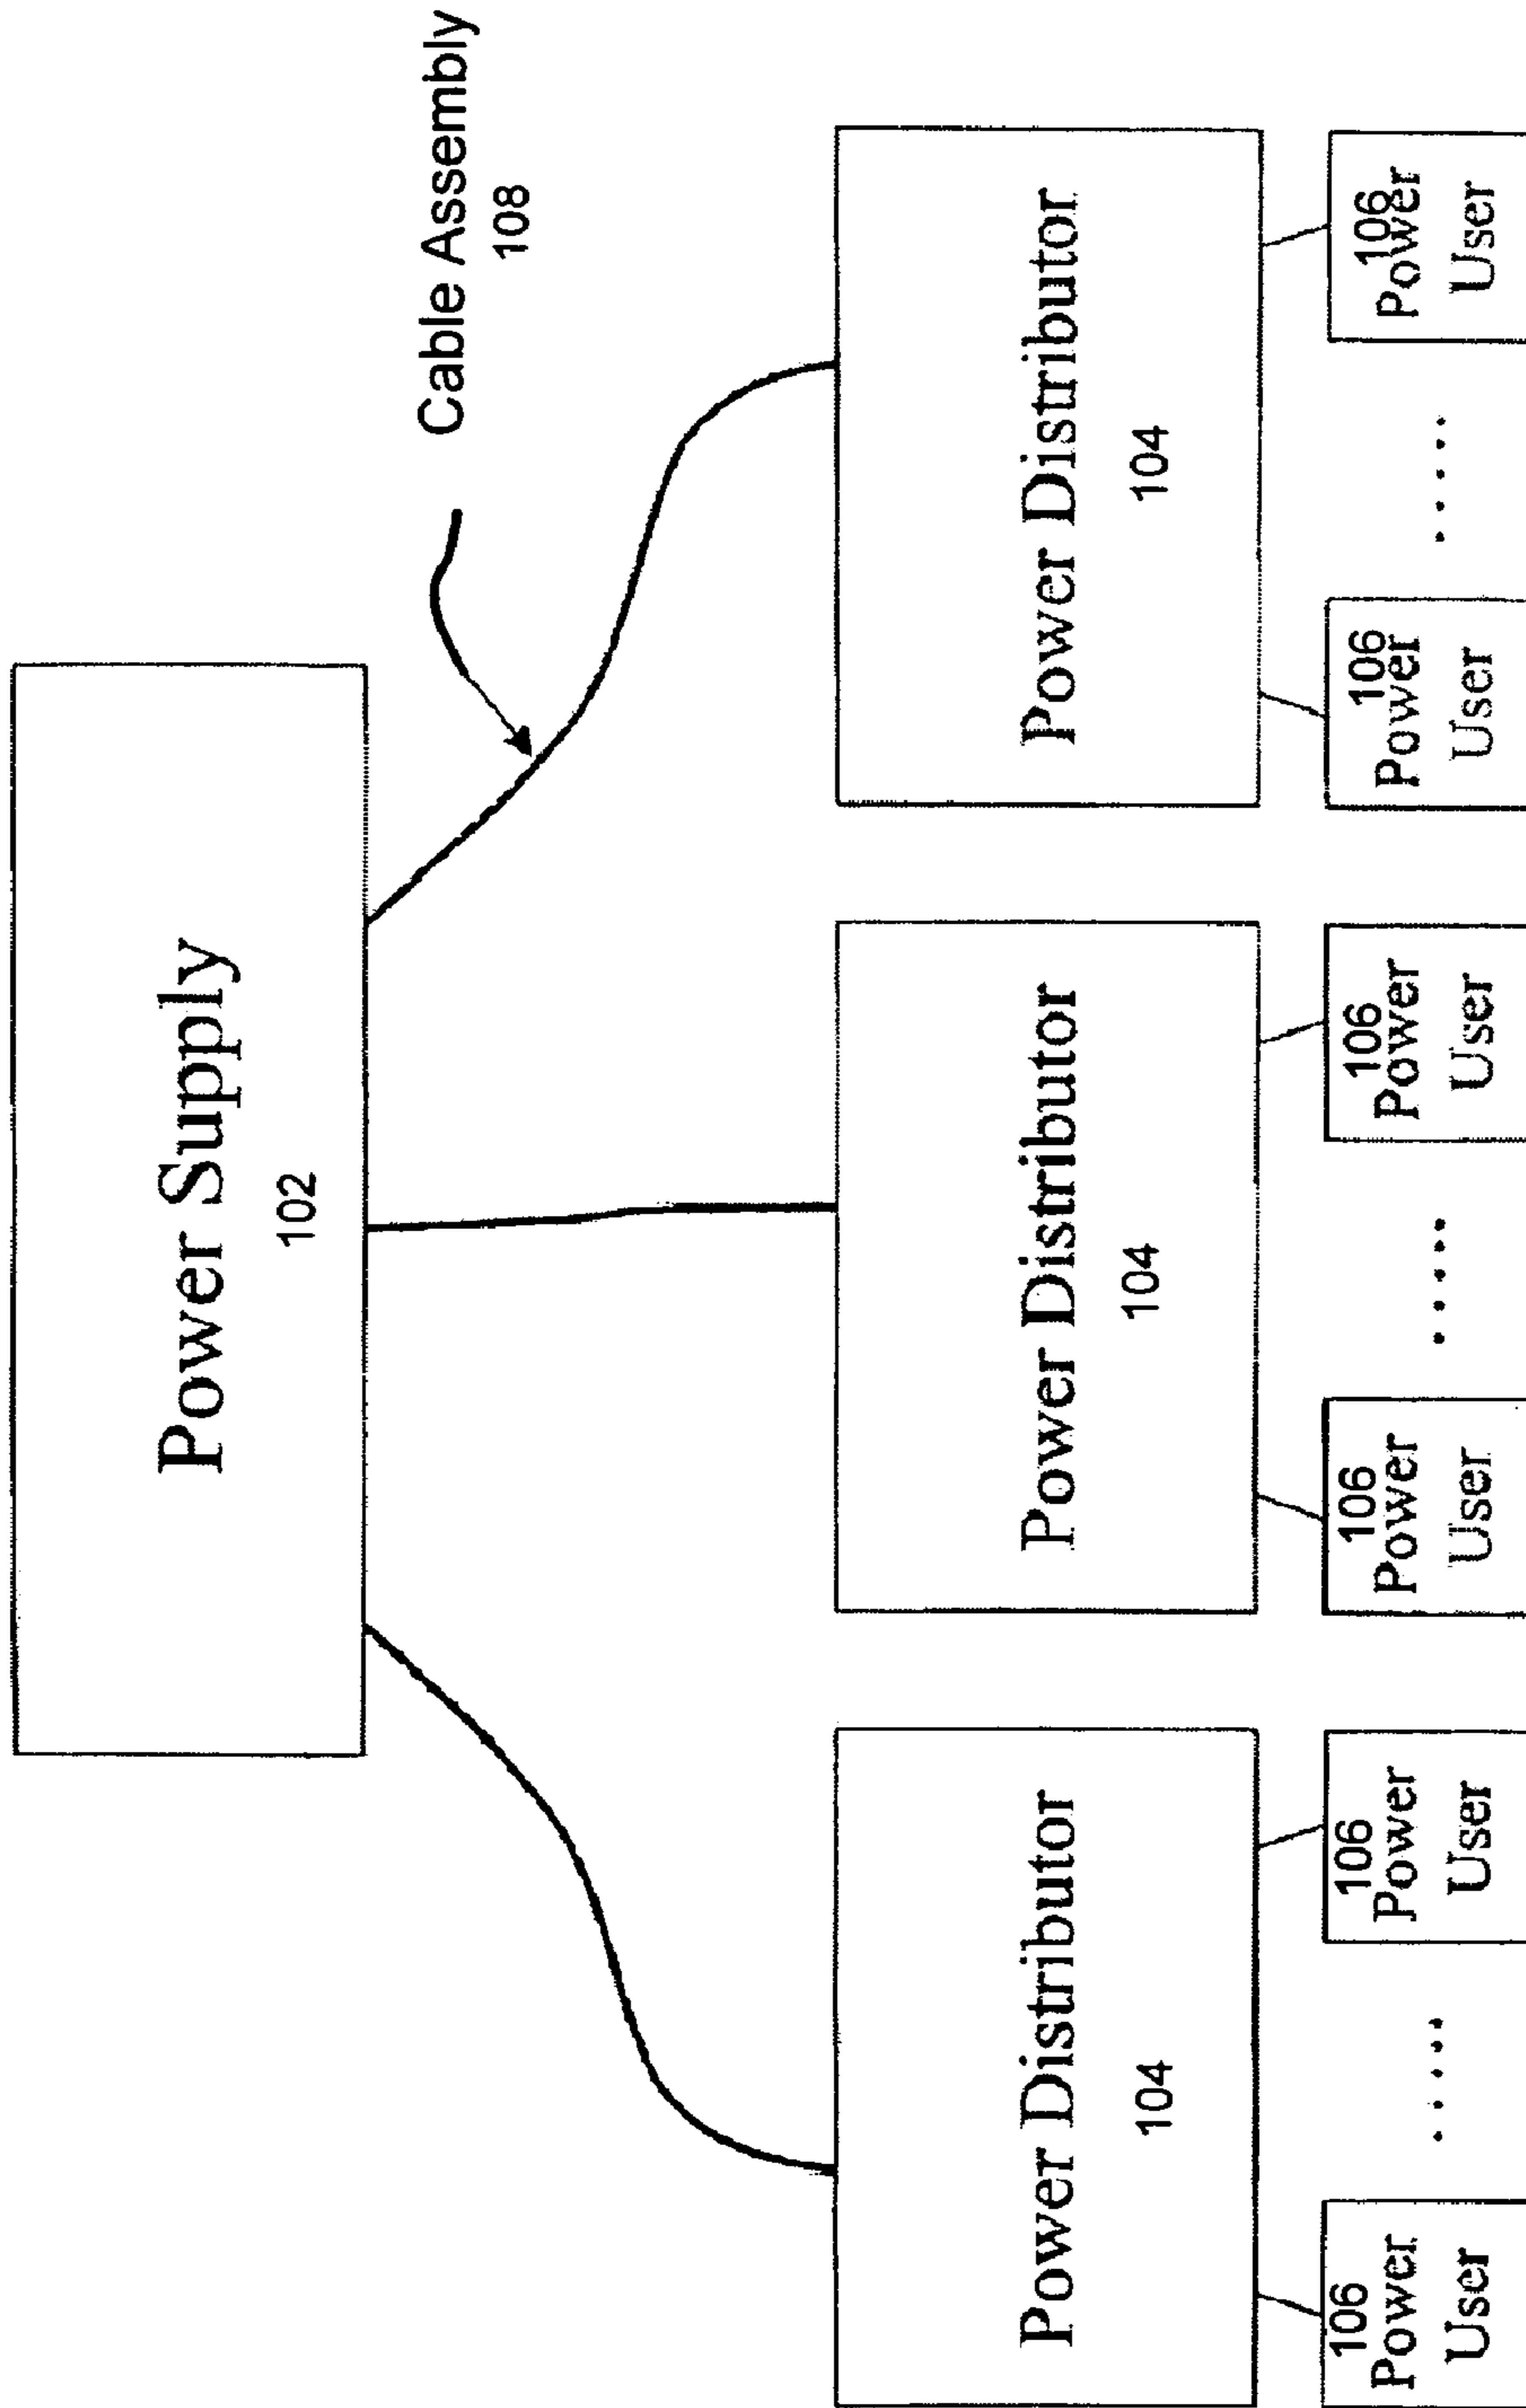 Power Supply
102
Cable Assembly
108
Power Distributor
104
Power Distributor
104
Power Distributor
104
106
Power
User
.....
106
Power
User
106
Power
User
.....
106
Power
User
106
Power
User
.....
106
Power
User